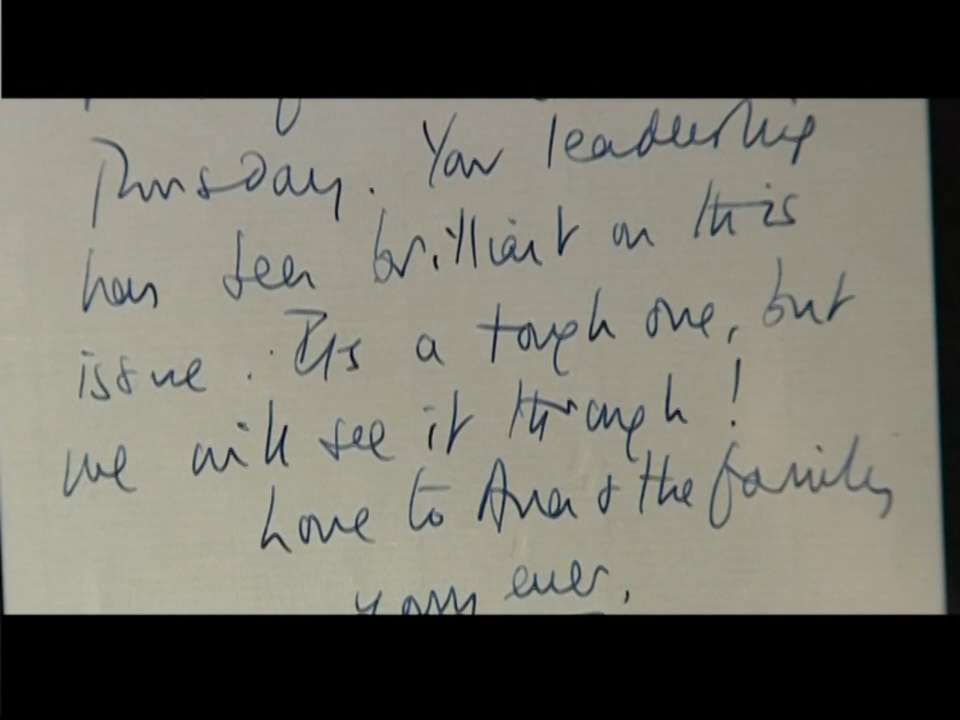 Thursday. Your leadership
has been brilliant on this
issue. It's a tough one, but
we will see it through!
Love to Ana & the family
yours ever,